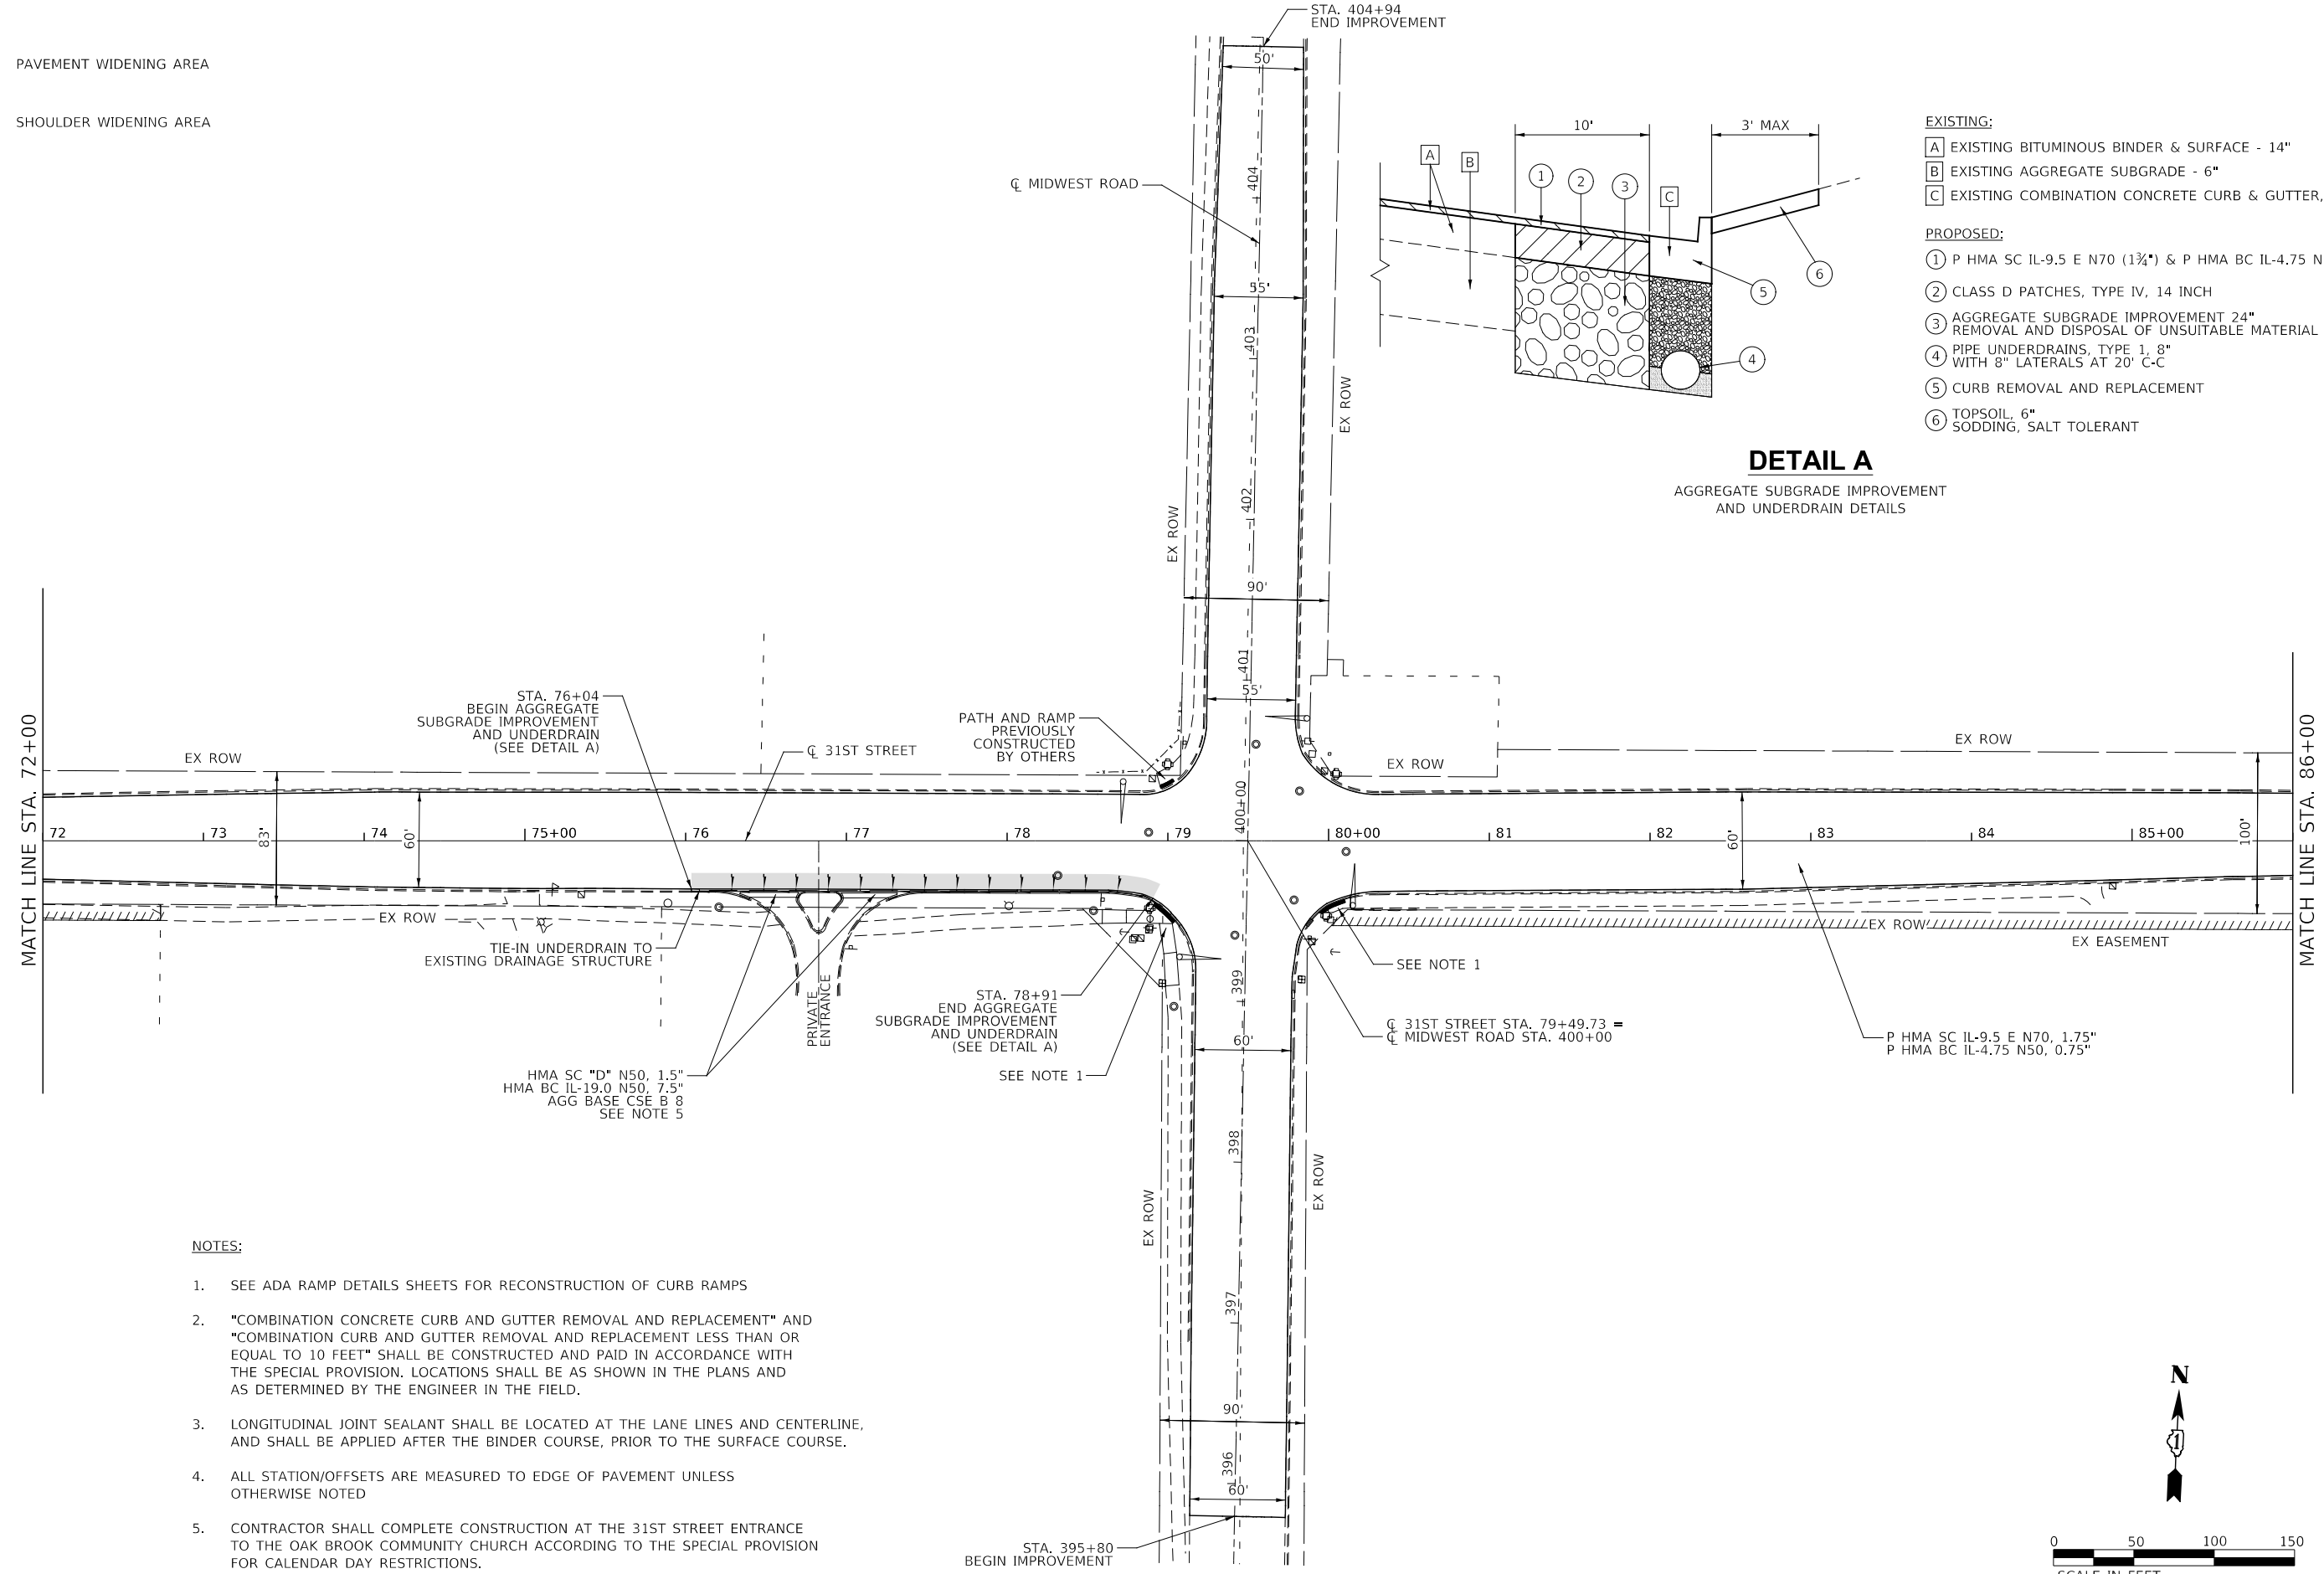 PAVEMENT WIDENING AREA
SHOULDER WIDENING AREA
STA. 404+94
END IMPROVEMENT
50'
℄ MIDWEST ROAD
404
55'
403
EX ROW
402
EX ROW
90'
401
55'
10'
3' MAX
A
B
1
2
3
C
6
5
4
EXISTING:
A EXISTING BITUMINOUS BINDER & SURFACE - 14"
B EXISTING AGGREGATE SUBGRADE - 6"
C EXISTING COMBINATION CONCRETE CURB & GUTTER,
PROPOSED:
1 P HMA SC IL-9.5 E N70 (1¾") & P HMA BC IL-4.75 N
2 CLASS D PATCHES, TYPE IV, 14 INCH
3 AGGREGATE SUBGRADE IMPROVEMENT 24"
REMOVAL AND DISPOSAL OF UNSUITABLE MATERIAL
4 PIPE UNDERDRAINS, TYPE 1, 8"
WITH 8" LATERALS AT 20' C-C
5 CURB REMOVAL AND REPLACEMENT
6 TOPSOIL, 6"
SODDING, SALT TOLERANT
DETAIL A
AGGREGATE SUBGRADE IMPROVEMENT
AND UNDERDRAIN DETAILS
MATCH LINE STA. 72+00
STA. 76+04
BEGIN AGGREGATE
SUBGRADE IMPROVEMENT
AND UNDERDRAIN
(SEE DETAIL A)
℄ 31ST STREET
PATH AND RAMP
PREVIOUSLY
CONSTRUCTED
BY OTHERS
EX ROW
EX ROW
EX ROW
MATCH LINE STA. 86+00
72
73
74
75+00
76
77
78
79
80+00
81
82
83
84
85+00
83'
60'
400+00
60'
100'
EX ROW
EX ROW
EX EASEMENT
TIE-IN UNDERDRAIN TO
EXISTING DRAINAGE STRUCTURE
PRIVATE
ENTRANCE
STA. 78+91
END AGGREGATE
SUBGRADE IMPROVEMENT
AND UNDERDRAIN
(SEE DETAIL A)
SEE NOTE 1
SEE NOTE 1
399
℄ 31ST STREET STA. 79+49.73 =
℄ MIDWEST ROAD STA. 400+00
P HMA SC IL-9.5 E N70, 1.75"
P HMA BC IL-4.75 N50, 0.75"
HMA SC "D" N50, 1.5"
HMA BC IL-19.0 N50, 7.5"
AGG BASE CSE B 8
SEE NOTE 5
60'
398
EX ROW
EX ROW
397
90'
396
60'
STA. 395+80
BEGIN IMPROVEMENT
NOTES:
1. SEE ADA RAMP DETAILS SHEETS FOR RECONSTRUCTION OF CURB RAMPS
2. "COMBINATION CONCRETE CURB AND GUTTER REMOVAL AND REPLACEMENT" AND
"COMBINATION CURB AND GUTTER REMOVAL AND REPLACEMENT LESS THAN OR
EQUAL TO 10 FEET" SHALL BE CONSTRUCTED AND PAID IN ACCORDANCE WITH
THE SPECIAL PROVISION. LOCATIONS SHALL BE AS SHOWN IN THE PLANS AND
AS DETERMINED BY THE ENGINEER IN THE FIELD.
3. LONGITUDINAL JOINT SEALANT SHALL BE LOCATED AT THE LANE LINES AND CENTERLINE,
AND SHALL BE APPLIED AFTER THE BINDER COURSE, PRIOR TO THE SURFACE COURSE.
4. ALL STATION/OFFSETS ARE MEASURED TO EDGE OF PAVEMENT UNLESS
OTHERWISE NOTED
5. CONTRACTOR SHALL COMPLETE CONSTRUCTION AT THE 31ST STREET ENTRANCE
TO THE OAK BROOK COMMUNITY CHURCH ACCORDING TO THE SPECIAL PROVISION
FOR CALENDAR DAY RESTRICTIONS.
N
1
0 50 100 150
SCALE IN FEET